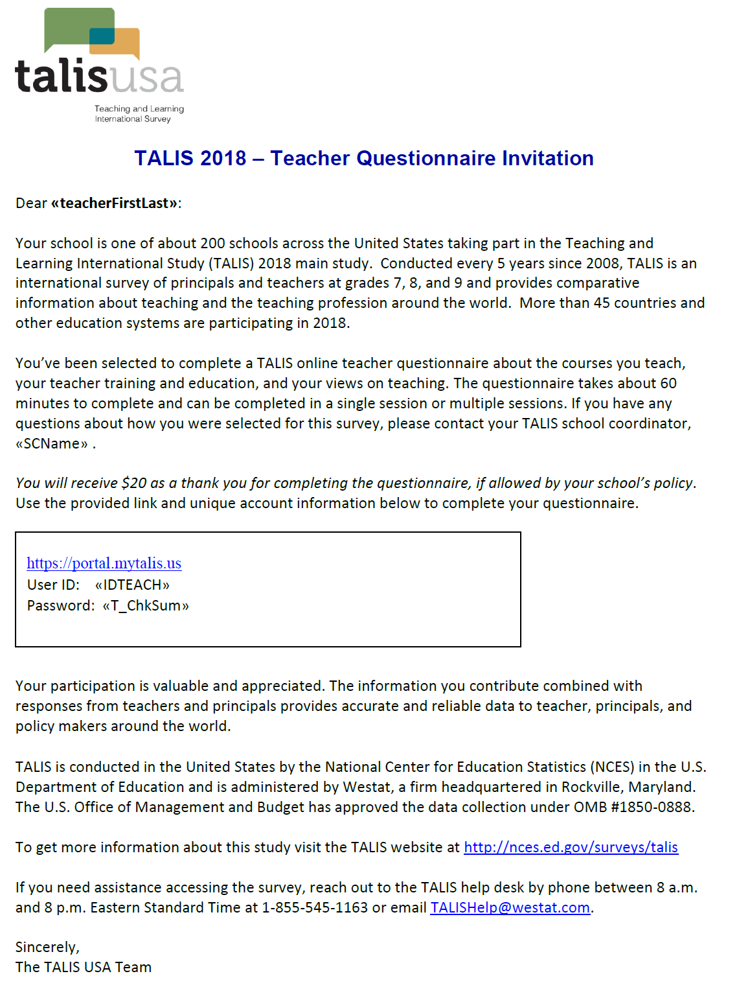 talisusa
Teaching and Learning
International Survey
TALIS 2018 – Teacher Questionnaire Invitation
Dear «teacherFirstLast»:
Your school is one of about 200 schools across the United States taking part in the Teaching and
Learning International Study (TALIS) 2018 main study.  Conducted every 5 years since 2008, TALIS is an
international survey of principals and teachers at grades 7, 8, and 9 and provides comparative
information about teaching and the teaching profession around the world.  More than 45 countries and
other education systems are participating in 2018.
You’ve been selected to complete a TALIS online teacher questionnaire about the courses you teach,
your teacher training and education, and your views on teaching. The questionnaire takes about 60
minutes to complete and can be completed in a single session or multiple sessions. If you have any
questions about how you were selected for this survey, please contact your TALIS school coordinator,
«SCName» .
You will receive $20 as a thank you for completing the questionnaire, if allowed by your school’s policy.
Use the provided link and unique account information below to complete your questionnaire.
https://portal.mytalis.us
User ID:    «IDTEACH»
Password:  «T_ChkSum»
Your participation is valuable and appreciated. The information you contribute combined with
responses from teachers and principals provides accurate and reliable data to teacher, principals, and
policy makers around the world.
TALIS is conducted in the United States by the National Center for Education Statistics (NCES) in the U.S.
Department of Education and is administered by Westat, a firm headquartered in Rockville, Maryland.
The U.S. Office of Management and Budget has approved the data collection under OMB #1850-0888.
To get more information about this study visit the TALIS website at http://nces.ed.gov/surveys/talis
If you need assistance accessing the survey, reach out to the TALIS help desk by phone between 8 a.m.
and 8 p.m. Eastern Standard Time at 1-855-545-1163 or email TALISHelp@westat.com.
Sincerely,
The TALIS USA Team